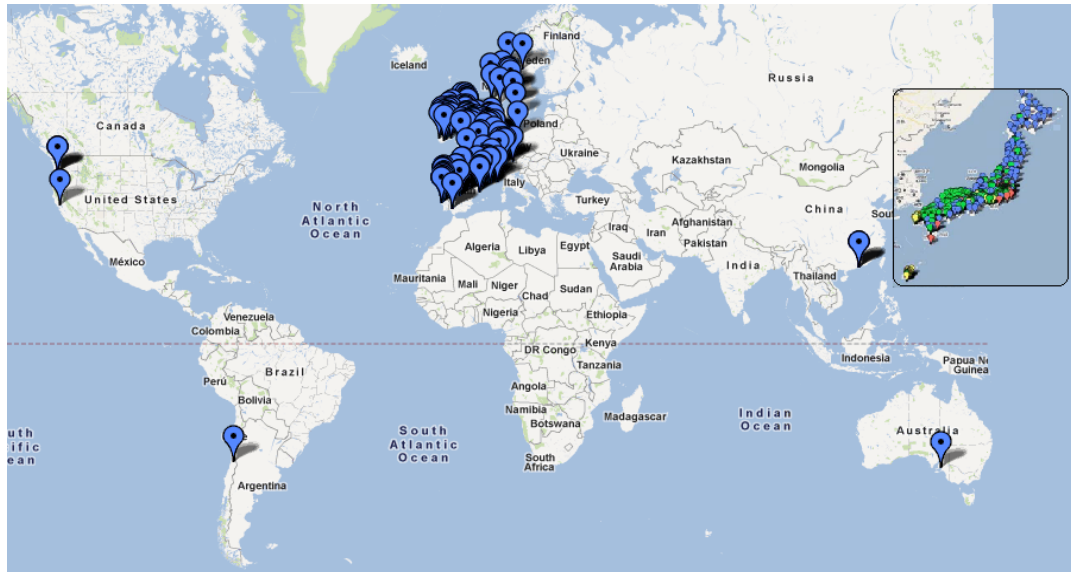 Finland
Iceland
Russia
Canada
Poland
Ukraine
Kazakhstan
Mongolia
United States
Italy
Turkey
North
Atlantic
Ocean
China
Afghanistan
Iraq
Iran
Pakistan
Algeria
Libya
Egypt
Saudi
Arabia
México
India
Thailand
Mauritania
Mali
Niger
Sudan
Chad
Nigeria
Ethiopia
Venezuela
Colombia
Kenya
DR Congo
Indonesia
Tanzania
Papua
Guinea
Brazil
Perú
Angola
Bolivia
Namibia
Madagascar
Botswana
Indian
Ocean
South
Atlantic
Ocean
Australia
South
Africa
Argentina